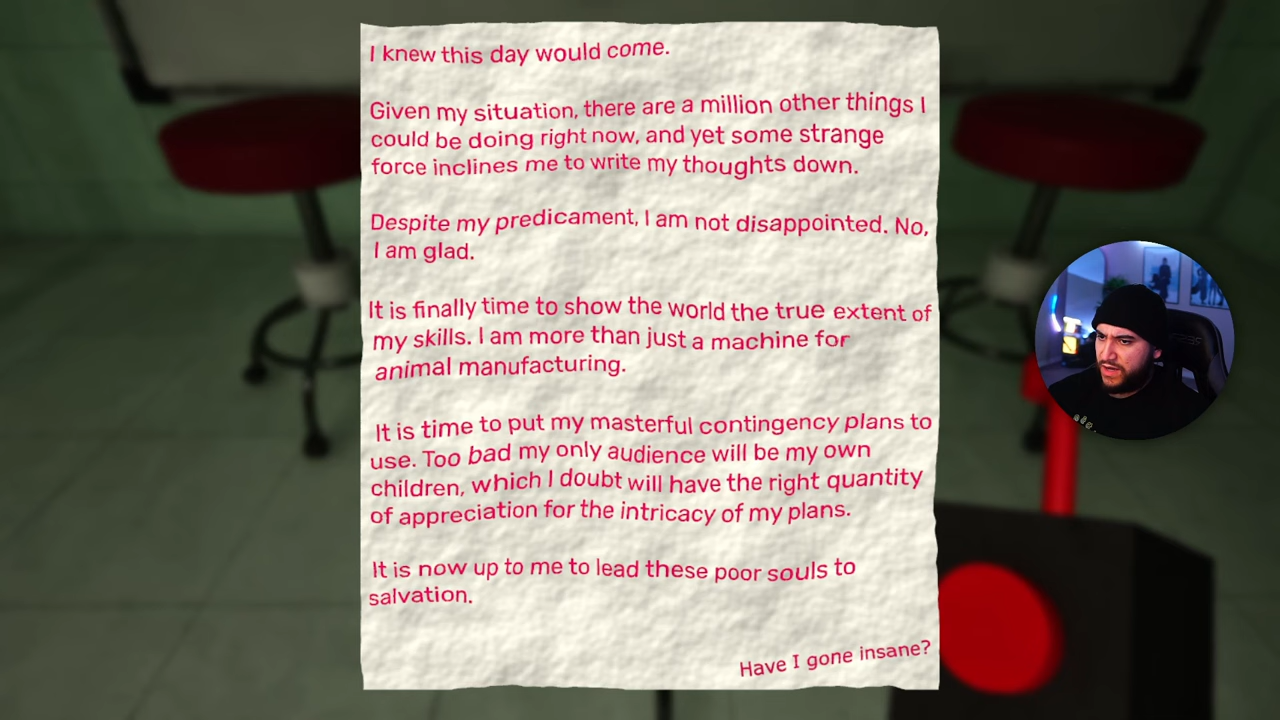 I knew this day would come.
Given my situation, there are a million other things I
could be doing right now, and yet some strange
force inclines me to write my thoughts down.
Despite my predicament, I am not disappointed. No,
I am glad.
It is finally time to show the world the true extent of
my skills. I am more than just a machine for
animal manufacturing.
It is time to put my masterful contingency plans to
use. Too bad my only audience will be my own
children, which I doubt will have the right quantity
of appreciation for the intricacy of my plans.
It is now up to me to lead these poor souls to
salvation.
Have I gone insane?